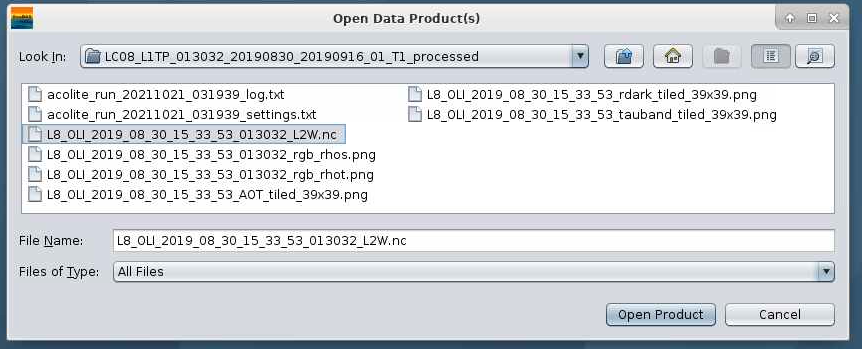 Open Data Product(s)
Look In: LC08_L1TP_013032_20190830_20190916_01_T1_processed
acolite_run_20211021_031939_log.txt
acolite_run_20211021_031939_settings.txt
L8_OLI_2019_08_30_15_33_53_013032_L2W.nc
L8_OLI_2019_08_30_15_33_53_013032_rgb_rhos.png
L8_OLI_2019_08_30_15_33_53_013032_rgb_rhot.png
L8_OLI_2019_08_30_15_33_53_AOT_tiled_39x39.png
L8_OLI_2019_08_30_15_33_53_rdark_tiled_39x39.png
L8_OLI_2019_08_30_15_33_53_tauband_tiled_39x39.png
File Name: L8_OLI_2019_08_30_15_33_53_013032_L2W.nc
Files of Type: All Files
Open Product Cancel